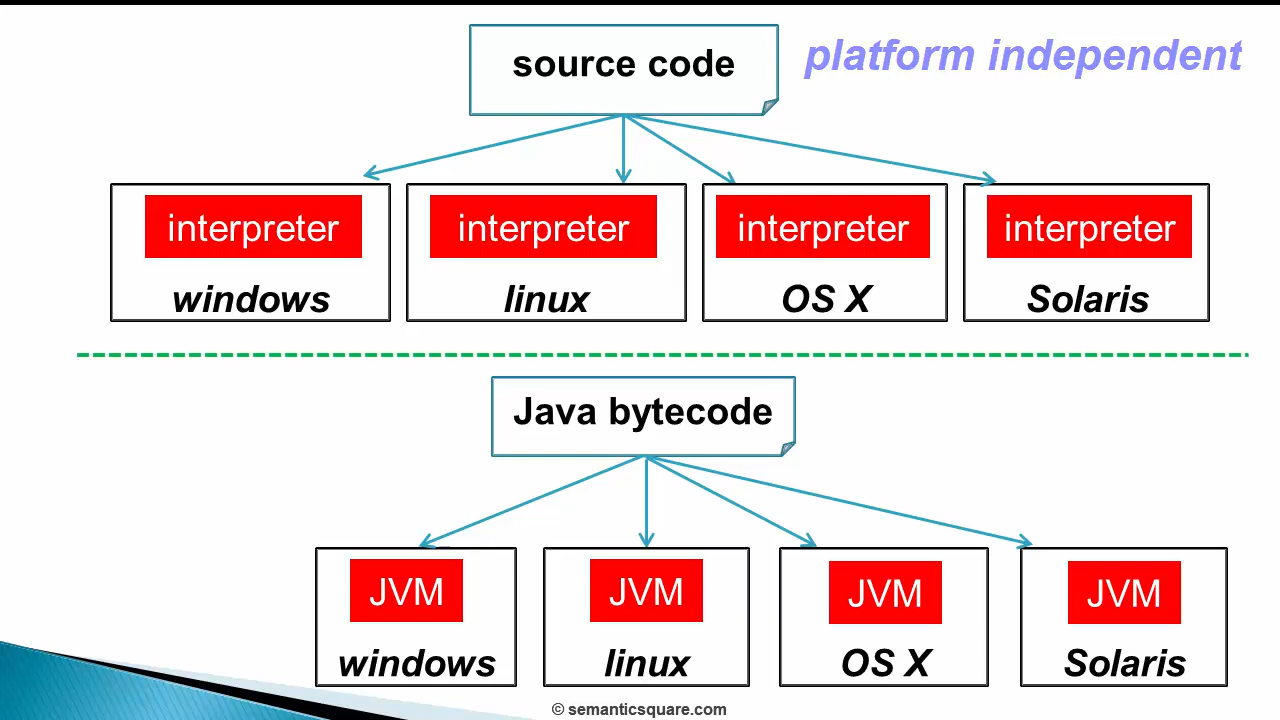 source code
platform independent
interpreter interpreter interpreter interpreter
windows linux OS X Solaris
Java bytecode
JVM JVM JVM JVM
windows linux OS X Solaris
© semanticsquare.com